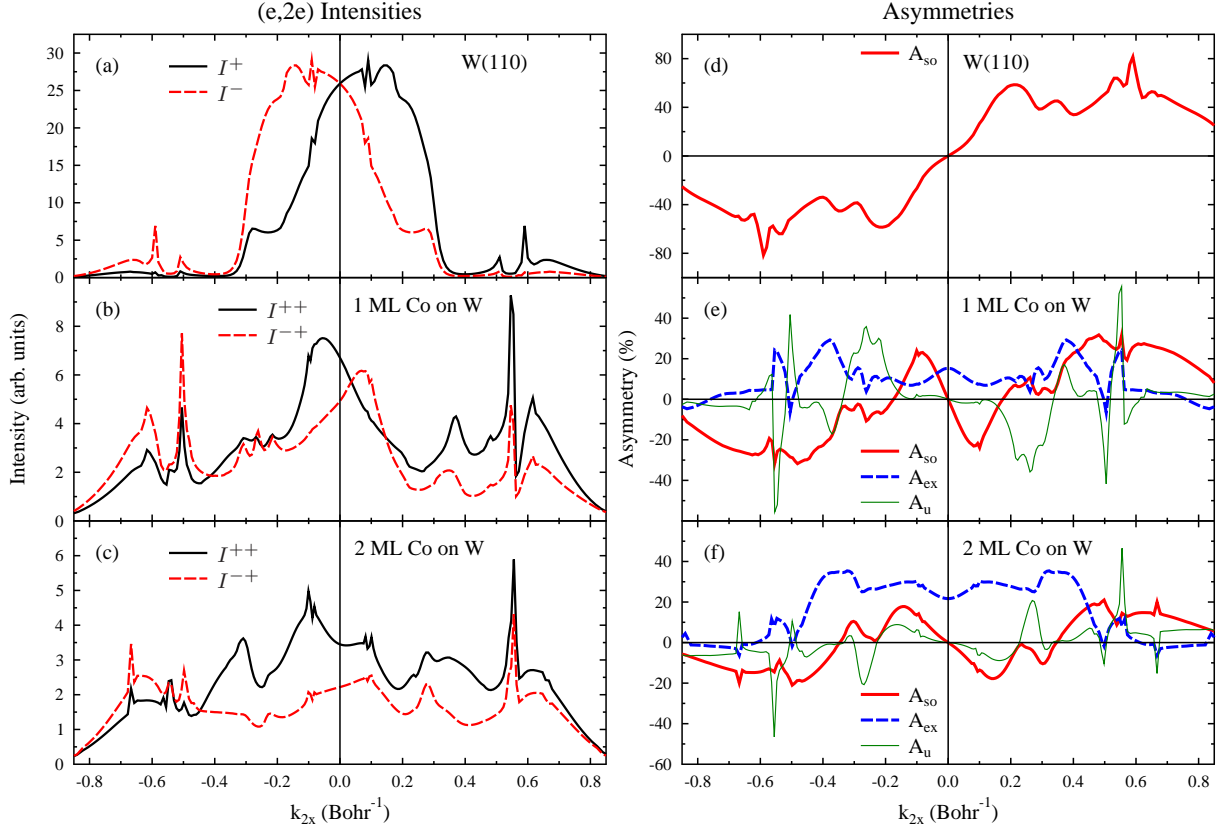 (e,2e) Intensities
Asymmetries
Intensity (arb. units)
Asymmetry (%)
(a)
I+
I−
W(110)
30
25
20
15
10
5
0
(d)
Aso
W(110)
80
40
0
-40
-80
(b)
I++
I−+
1 ML Co on W
8
6
4
2
0
(e)
1 ML Co on W
Aso
Aex
Au
40
20
0
-20
-40
(c)
I++
I−+
2 ML Co on W
6
5
4
3
2
1
0
-0.8 -0.6 -0.4 -0.2 0.0 0.2 0.4 0.6 0.8
k2x (Bohr-1)
(f)
2 ML Co on W
Aso
Aex
Au
40
20
0
-20
-40
-60
-0.8 -0.6 -0.4 -0.2 0.0 0.2 0.4 0.6 0.8
k2x (Bohr-1)